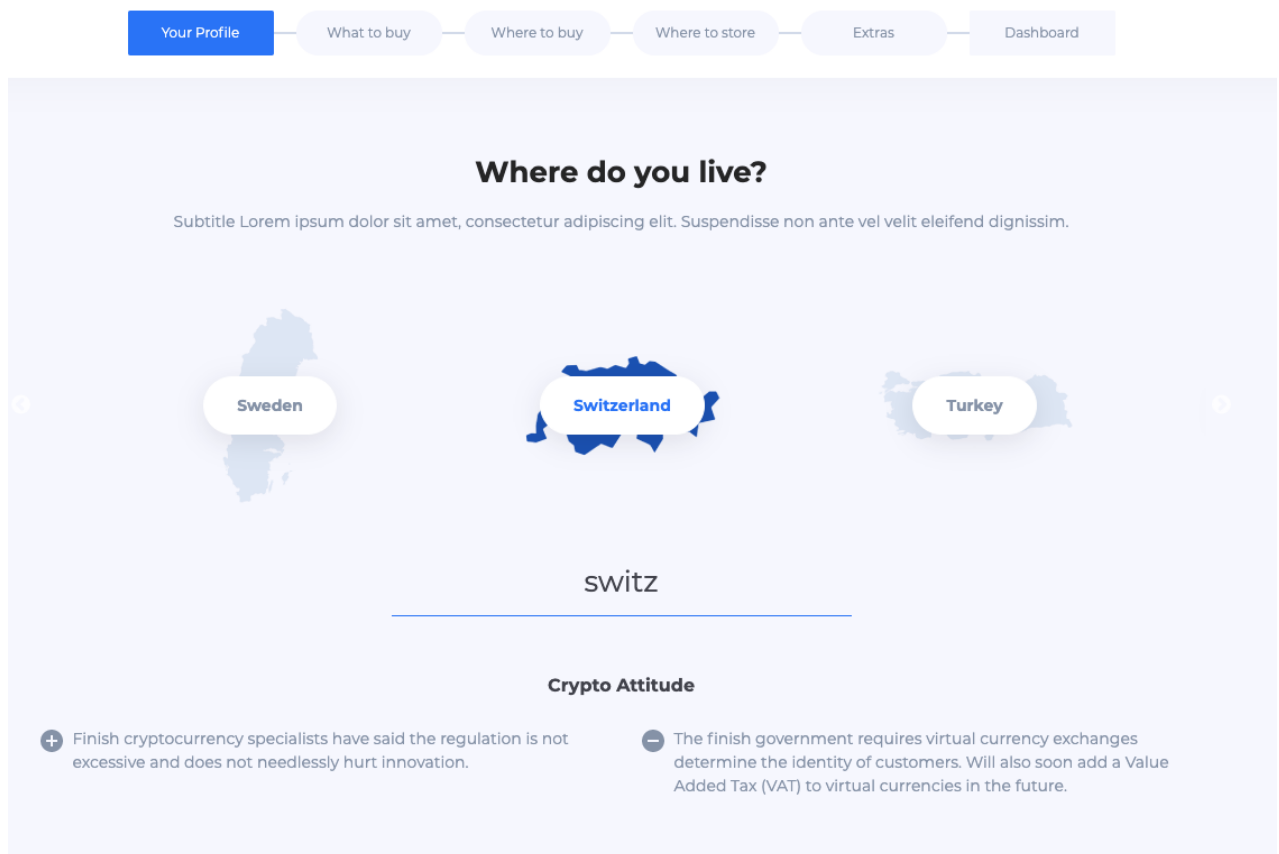 Your Profile
What to buy
Where to buy
Where to store
Extras
Dashboard
Where do you live?
Subtitle Lorem ipsum dolor sit amet, consectetur adipiscing elit. Suspendisse non ante vel velit eleifend dignissim.
Sweden
Switzerland
Turkey
switz
Crypto Attitude
Finish cryptocurrency specialists have said the regulation is not
excessive and does not needlessly hurt innovation.
The finish government requires virtual currency exchanges
determine the identity of customers. Will also soon add a Value
Added Tax (VAT) to virtual currencies in the future.